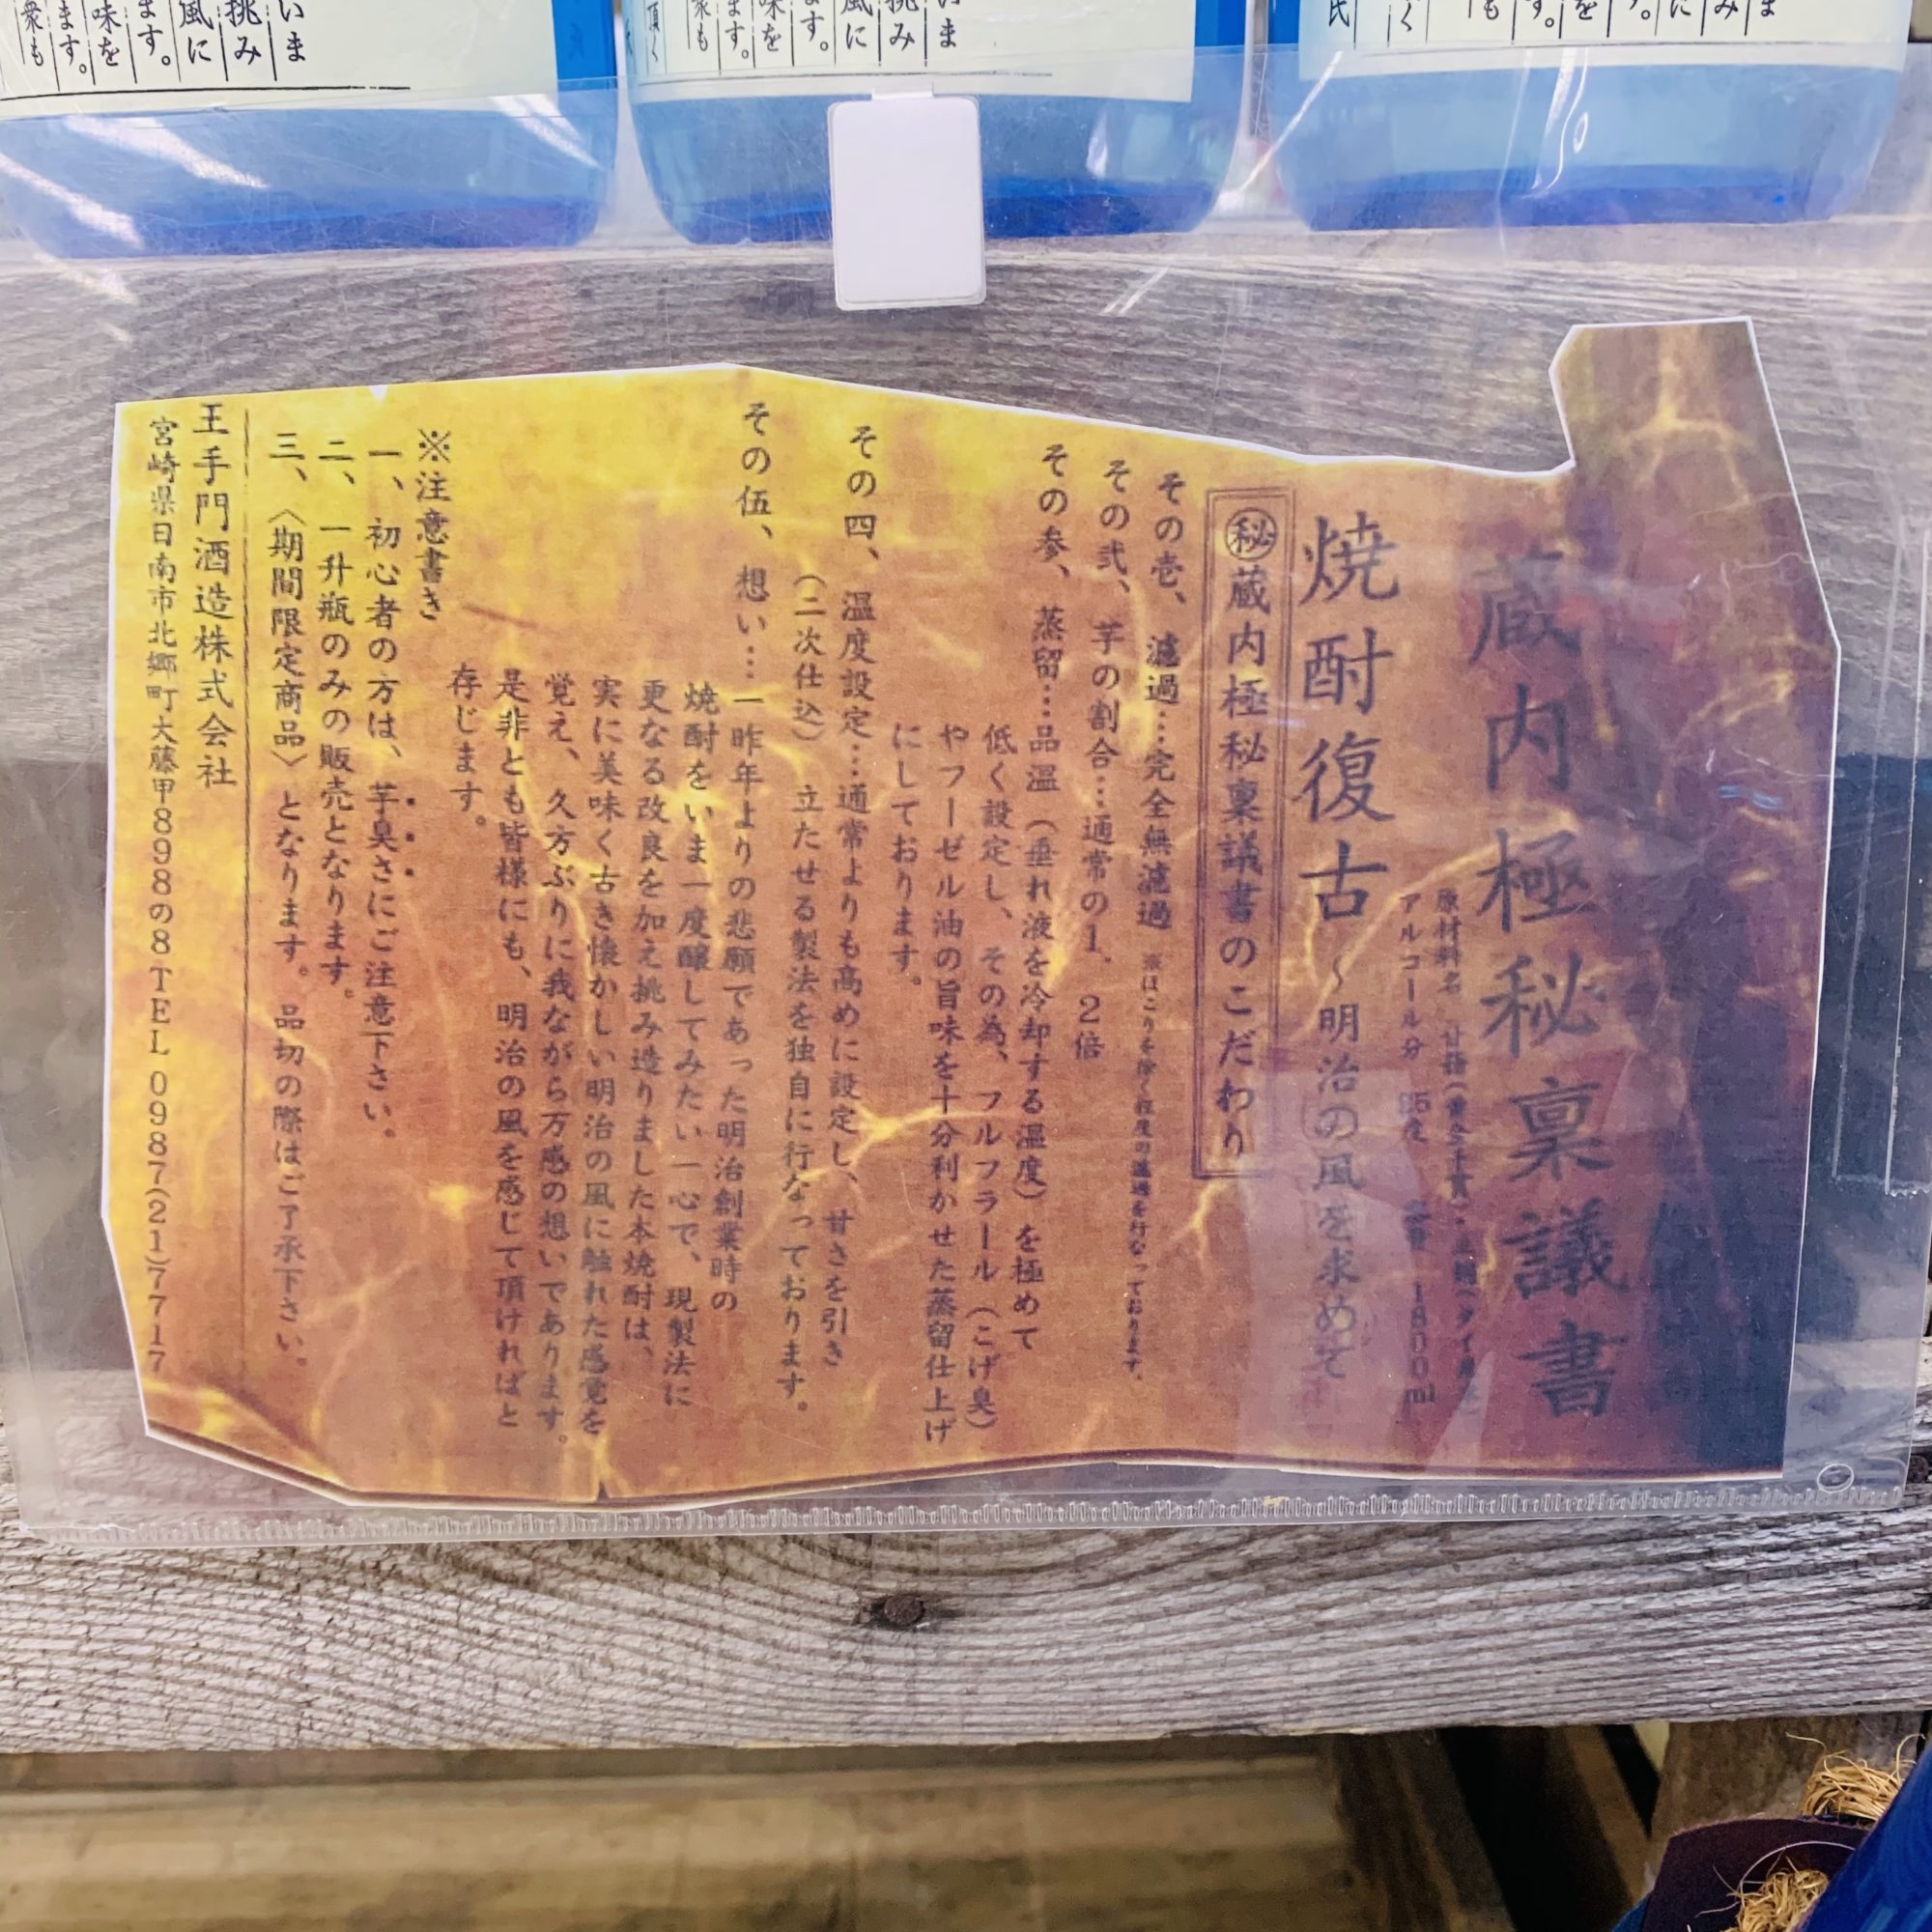 蔵内極秘稟議書
原材料名 甘藷(黄金千貫)・
アルコール分 25度 1800ml
焼酎復古 ~明治の風を求めて
㊙蔵内極秘稟議書のこだわり
その壱、濾過…完全無濾過 ※ほこりを除く程度の濾過を行なっております。
その弐、芋の割合…通常の1.2倍
その参、蒸留…品温(垂れ液を冷却する温度)を極めて
低く設定し、その為、フルフラール(こげ臭)
やフーゼル油の旨味を十分利かせた蒸留仕上げ
にしております。
その四、温度設定…通常よりも高めに設定し、甘さを引き
(二次仕込) 立たせる製法を独自に行なっております。
その伍、想い…一昨年よりの悲願であった明治創業時の
焼酎をいま一度醸してみたい一心で、現製法に
更なる改良を加え挑み造りました本焼酎は、
実に美味く古き懐かしい明治の風に触れた感覚を
覚え、久方ぶりに我ながら万感の想いであります。
是非とも皆様にも、明治の風を感じて頂ければと
存じます。
※注意書き
一、初心者の方は、芋臭さにご注意下さい。
二、一升瓶のみの販売となります。
三、〈期間限定商品〉となります。品切の際はご了承下さい。
王手門酒造株式会社
宮崎県日南市北郷町大藤甲898の8 TEL 0987(21)7717